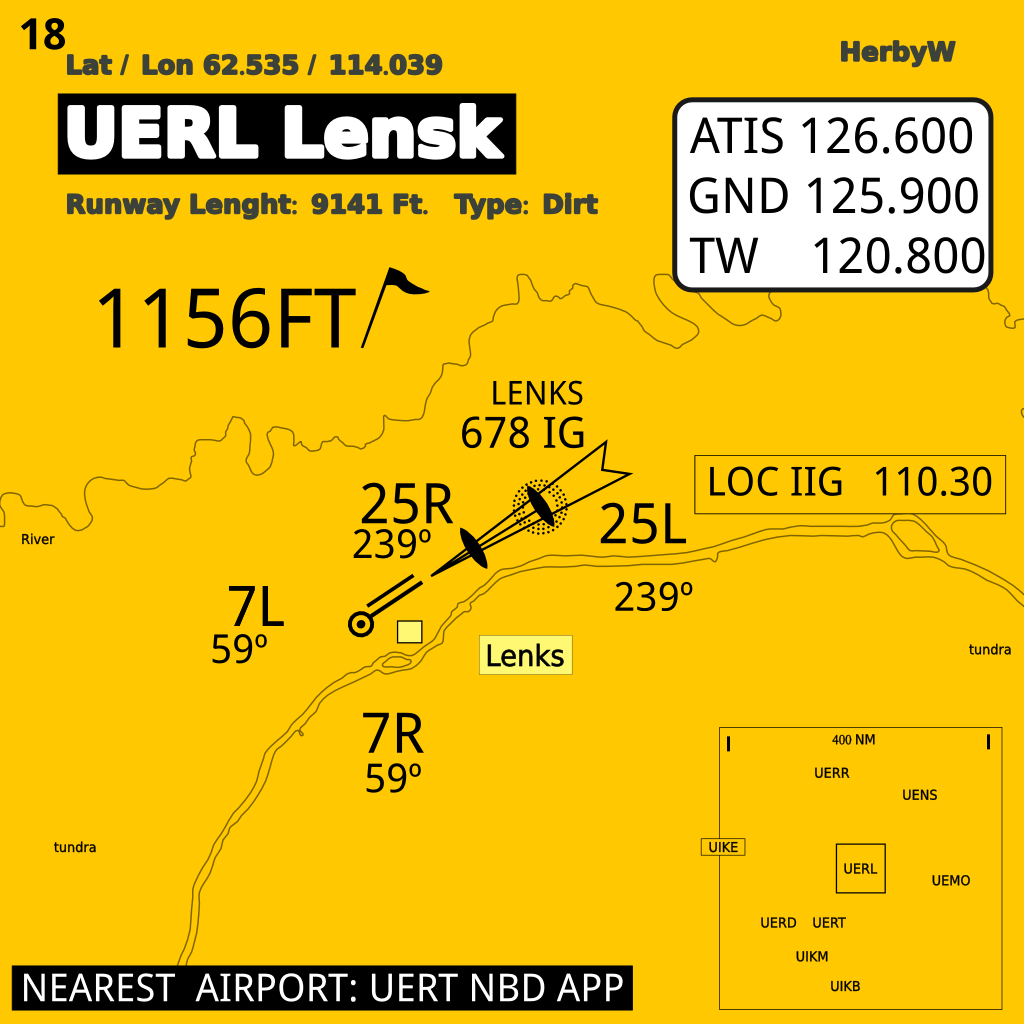 18
Lat / Lon 62.535 / 114.039
HerbyW
UERL Lensk
Runway Lenght: 9141 Ft. Type: Dirt
ATIS 126.600
GND 125.900
TW 120.800
1156FT
LENKS
678 IG
LOC IIG 110.30
25R
239º
25L
239º
River
7L
59º
Lenks
tundra
7R
59º
tundra
400 NM
UERR
UENS
UIKE
UERL
UEMO
UERD UERT
UIKM
UIKB
NEAREST AIRPORT: UERT NBD APP